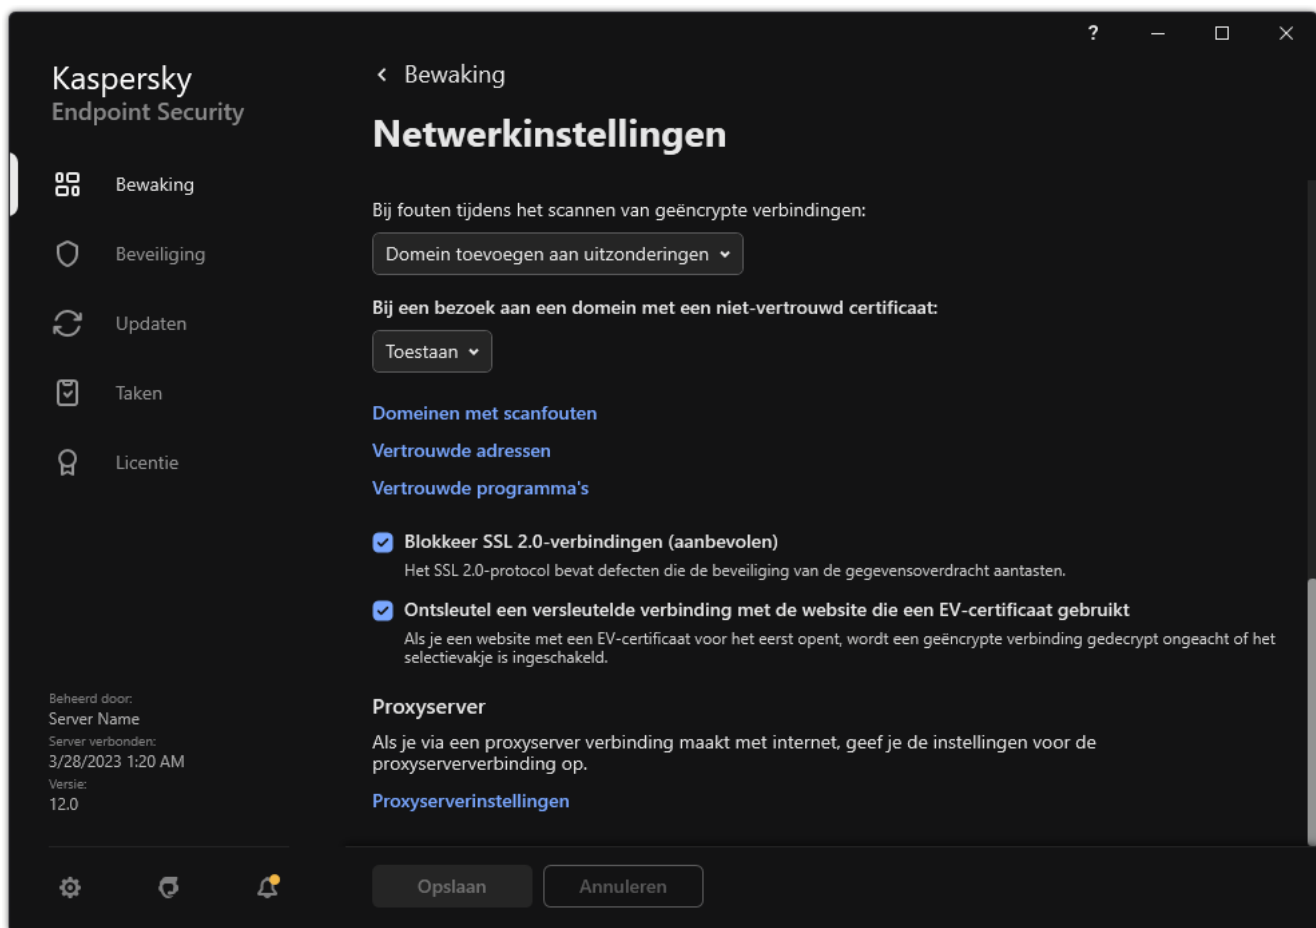 ?
Kaspersky
Endpoint Security
Bewaking
Beveiliging
Updaten
Taken
Licentie
Beheerd door:
Server Name
Server verbonden:
3/28/2023 1:20 AM
Versie:
12.0
Bewaking
Netwerkinstellingen
Bij fouten tijdens het scannen van geëncrypte verbindingen:
Domein toevoegen aan uitzonderingen
Bij een bezoek aan een domein met een niet-vertrouwd certificaat:
Toestaan
Domeinen met scanfouten
Vertrouwde adressen
Vertrouwde programma's
Blokkeer SSL 2.0-verbindingen (aanbevolen)
Het SSL 2.0-protocol bevat defecten die de beveiliging van de gegevensoverdracht aantasten.
Ontsleutel een versleutelde verbinding met de website die een EV-certificaat gebruikt
Als je een website met een EV-certificaat voor het eerst opent, wordt een geëncrypte verbinding gedecrypt ongeacht of het
selectievakje is ingeschakeld.
Proxyserver
Als je via een proxyserver verbinding maakt met internet, geef je de instellingen voor de
proxyserververbinding op.
Proxyserverinstellingen
Opslaan
Annuleren